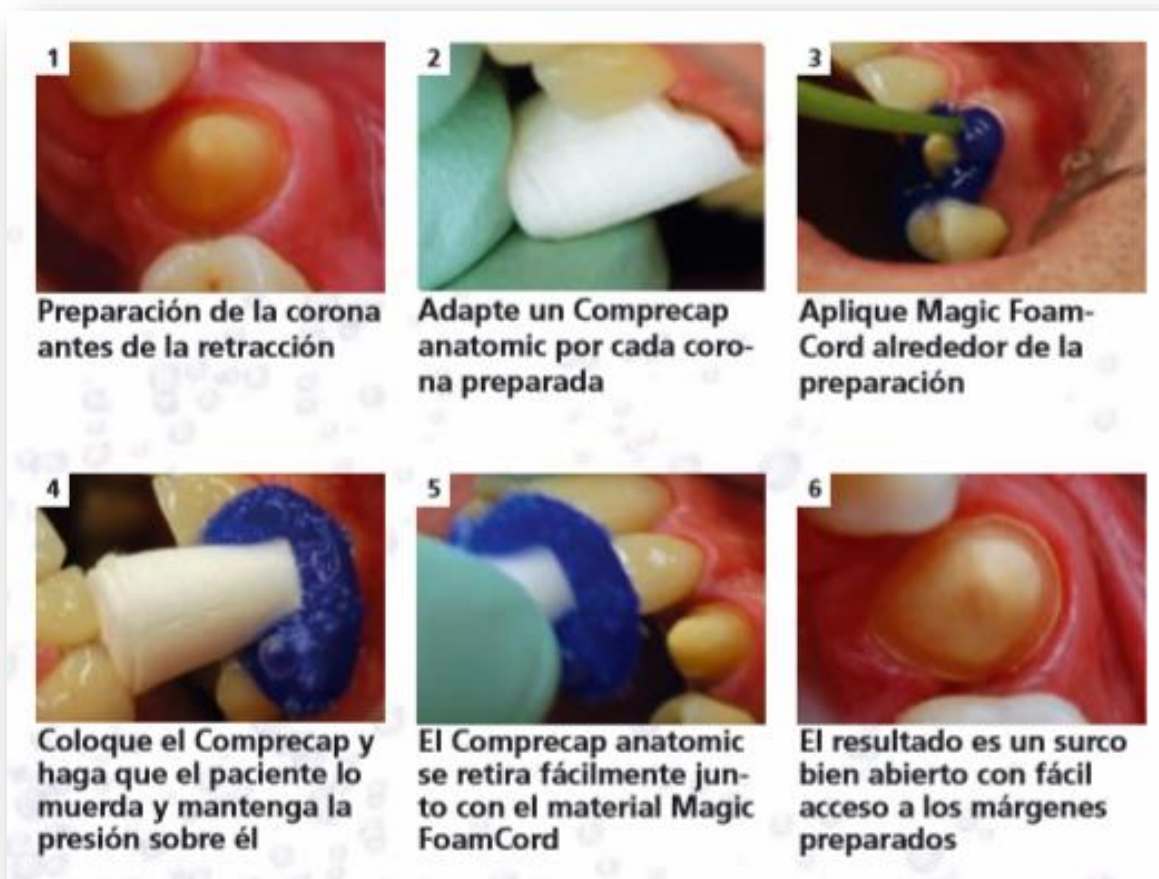 1
Preparación de la corona
antes de la retracción
2
Adapte un Comprecap
anatomic por cada coro-
na preparada
3
Aplique Magic Foam-
Cord alrededor de la
preparación
4
Coloque el Comprecap y
haga que el paciente lo
muerda y mantenga la
presión sobre él
5
El Comprecap anatomic
se retira fácilmente jun-
to con el material Magic
FoamCord
6
El resultado es un surco
bien abierto con fácil
acceso a los márgenes
preparados